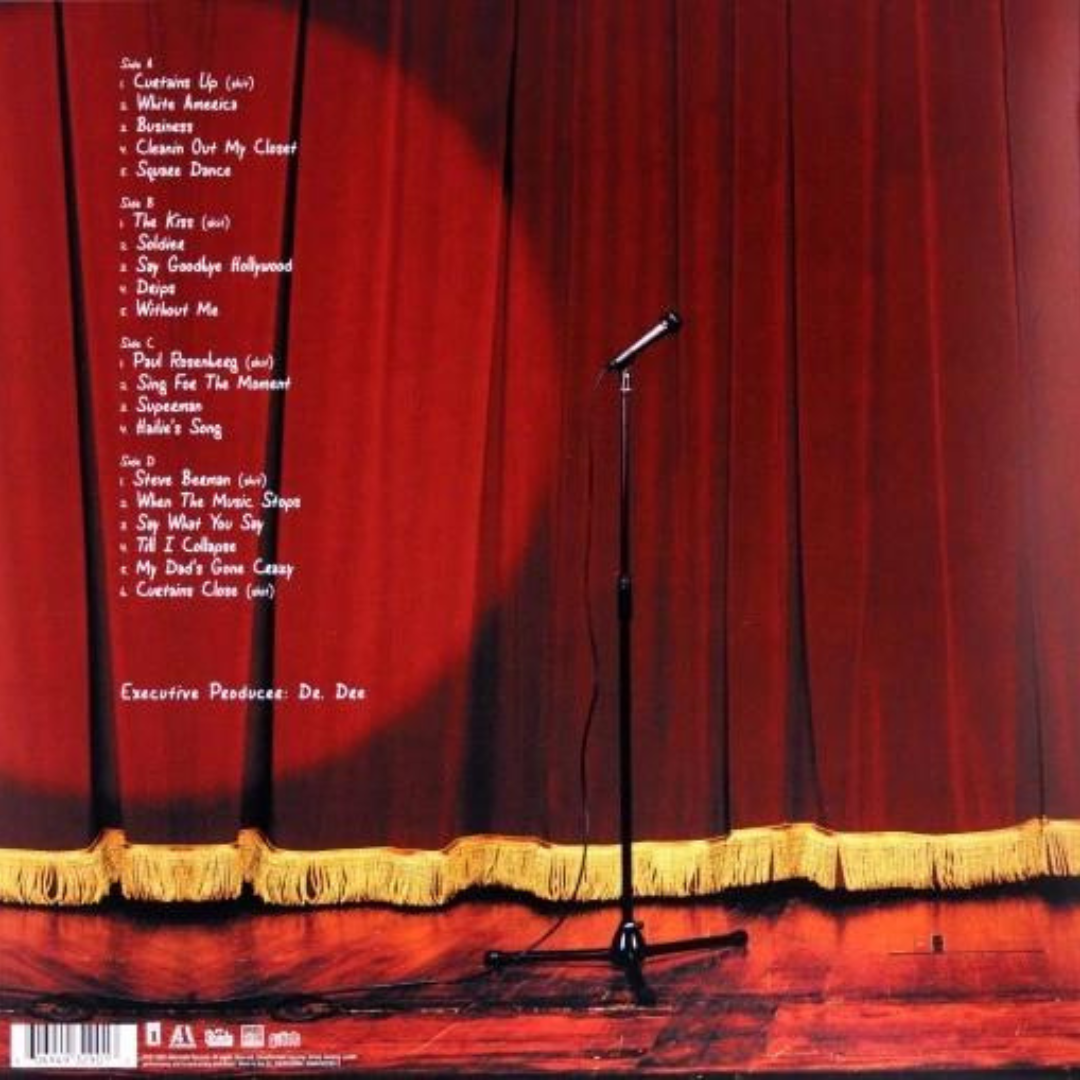 Side A
1. Curtains Up (skit)
2. White America
3. Business
4. Cleanin Out My Closet
5. Square Dance
Side B
1. The Kiss (skit)
2. Soldier
3. Say Goodbye Hollywood
4. Drips
5. Without Me
Side C
1. Paul Rosenberg (skit)
2. Sing For The Moment
3. Superman
4. Hailie's Song
Side D
1. Steve Berman (skit)
2. When The Music Stops
3. Say What You Say
4. Till I Collapse
5. My Dad's Gone Crazy
6. Curtains Close (skit)
Executive Producer: Dr. Dre